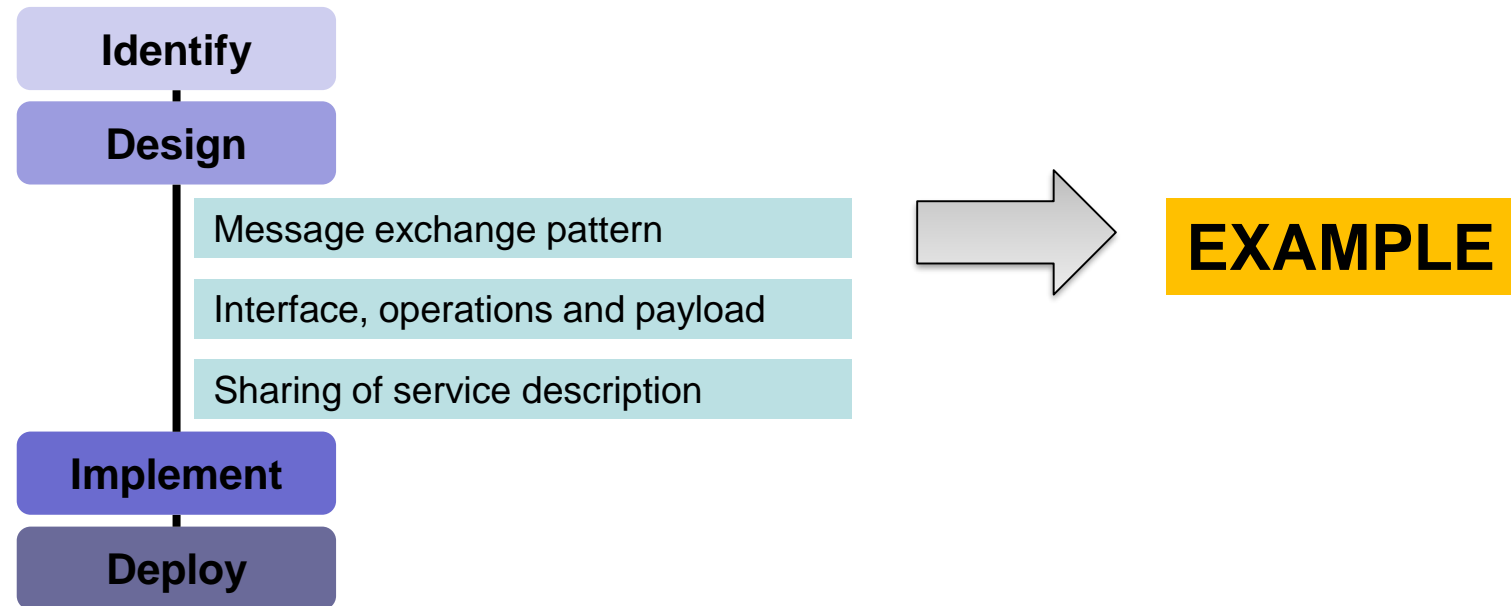 Identify
Design
Message exchange pattern
Interface, operations and payload
Sharing of service description
EXAMPLE
Implement
Deploy